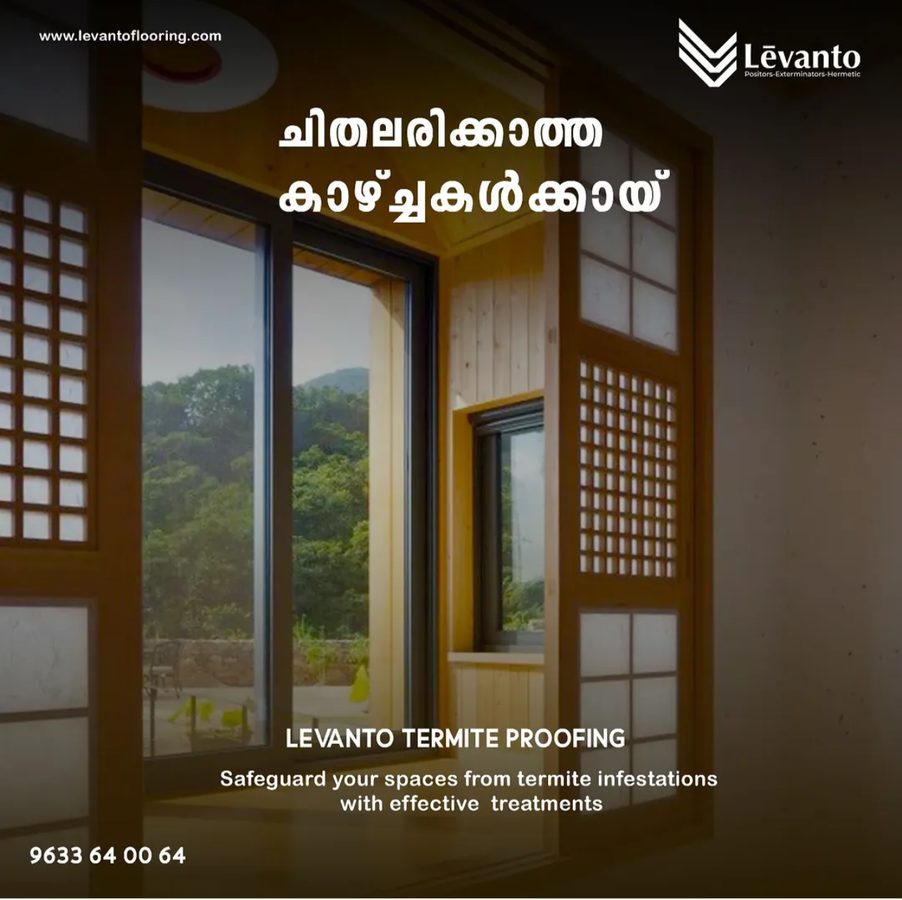 www.levantoflooring.com
Lēvanto
Positors-Exterminators-Hermetic
ചിതലരിക്കാത്ത
കാഴ്ച്ചകൾക്കായ്
LEVANTO TERMITE PROOFING
Safeguard your spaces from termite infestations
with effective treatments
9633 64 00 64